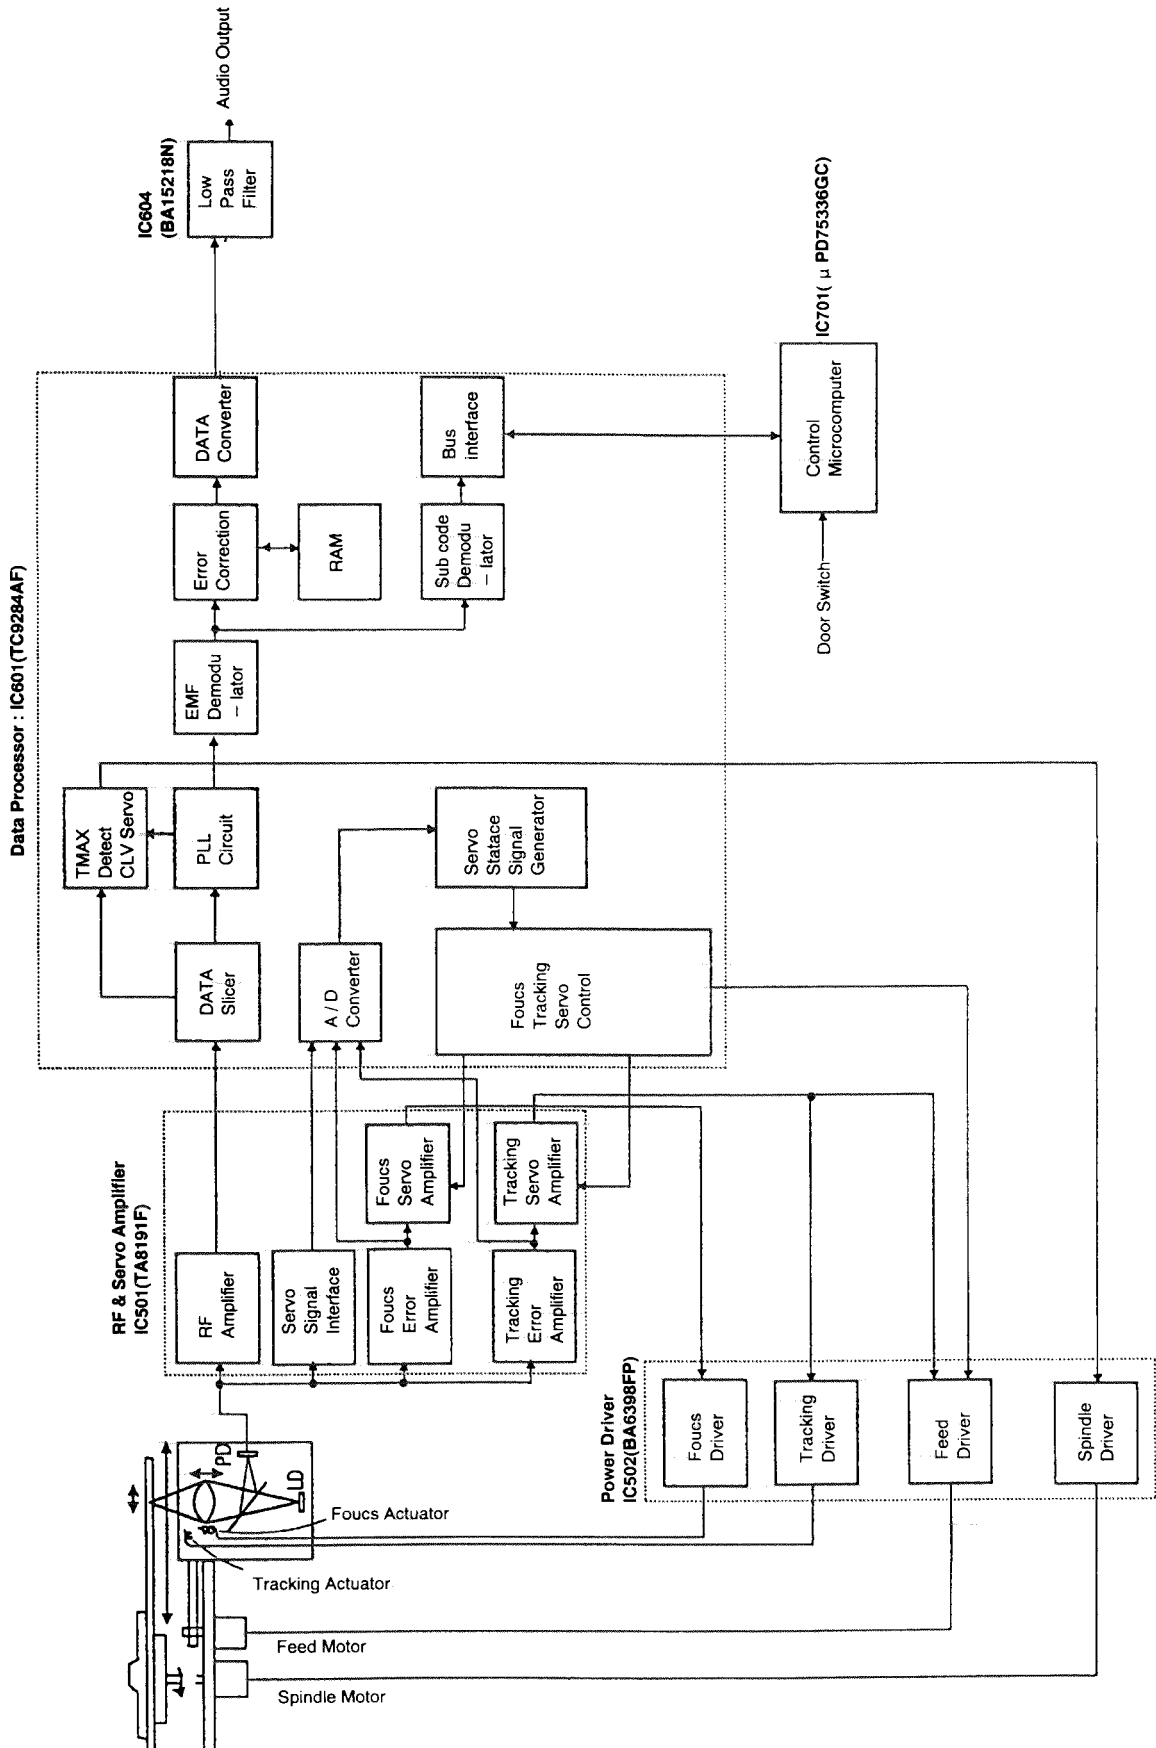 Data Processor : IC601(TC9284AF)
TMAX
Detect
CLV Servo
DATA
Slicer
PLL
Circuit
EMF
Demodu
– lator
Error
Correction
DATA
Converter
IC604
(BA15218N)
Low
Pass
Filter
Audio Output
RAM
Sub code
Demodu
– lator
Bus
interface
A / D
Converter
Servo
Statace
Signal
Generator
Foucs
Tracking
Servo
Control
IC701( μ PD75336GC)
Control
Microcomputer
Door Switch
RF & Servo Amplifier
IC501(TA8191F)
RF
Amplifier
Servo
Signal
Interface
Foucs
Error
Amplifier
Foucs
Servo
Amplifier
Tracking
Error
Amplifier
Tracking
Servo
Amplifier
PD
LD
Foucs Actuator
Tracking Actuator
Feed Motor
Spindle Motor
Power Driver
IC502(BA6398FP)
Foucs
Driver
Tracking
Driver
Feed
Driver
Spindle
Driver